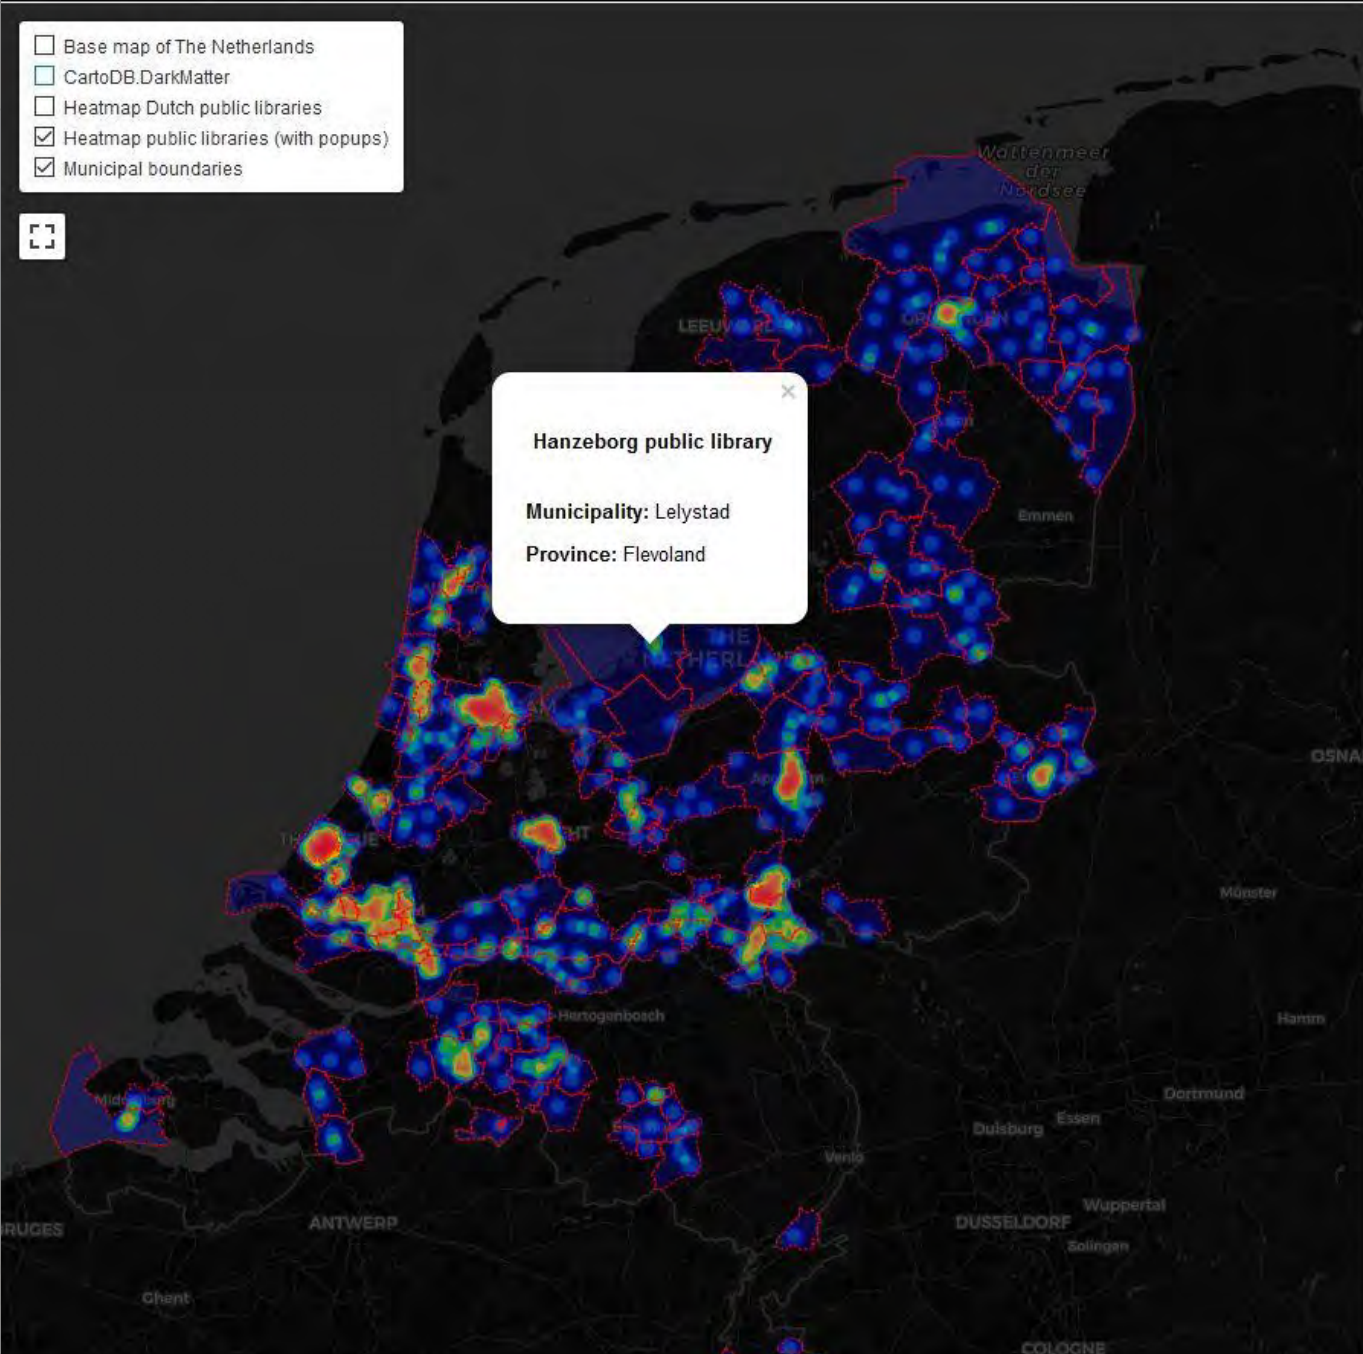 Base map of The Netherlands
CartoDB.DarkMatter
Heatmap Dutch public libraries
Heatmap public libraries (with popups)
Municipal boundaries
Wattenmeer
der
Nordsee
×
Hanzeborg public library
Municipality: Lelystad
Province: Flevoland
Emmen
THE
OSNA
Münster
-Hertogenbosch
Hamm
Dortmund
Essen
Duisburg
Venlo
Wuppertal
RUGES
ANTWERP
DUSSELDORF
Solingen
Ghent
COLOGNE